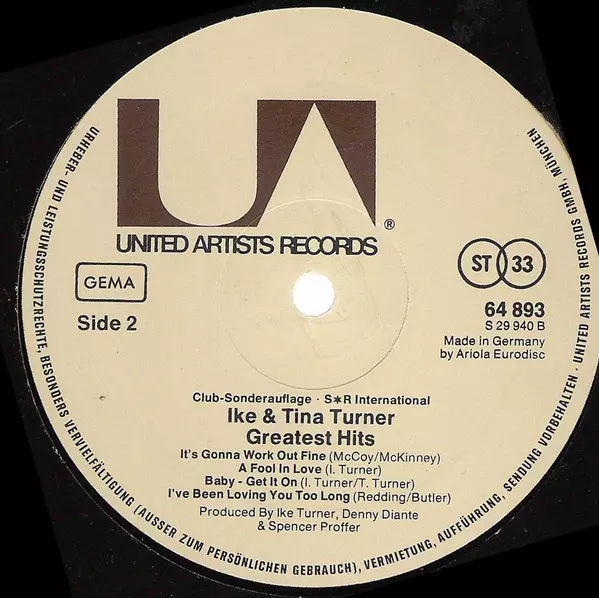 UA
®
UNITED ARTISTS RECORDS
GEMA
Side 2
ST 33
64 893
S 29 940 B
Made in Germany
by Ariola Eurodisc
Club-Sonderauflage · S✶R International
Ike & Tina Turner
Greatest Hits
It's Gonna Work Out Fine (McCoy/McKinney)
A Fool In Love (I. Turner)
Baby - Get It On (I. Turner/T. Turner)
I've Been Loving You Too Long (Redding/Butler)
Produced By Ike Turner, Denny Diante
& Spencer Proffer
URHEBER- UND LEISTUNGSSCHUTZRECHTE, BESONDERS VERVIELFÄLTIGUNG (AUSSER ZUM PERSÖNLICHEN GEBRAUCH), VERMIETUNG, AUFFÜHRUNG, SENDUNG VORBEHALTEN · UNITED ARTISTS RECORDS GMBH, MÜNCHEN